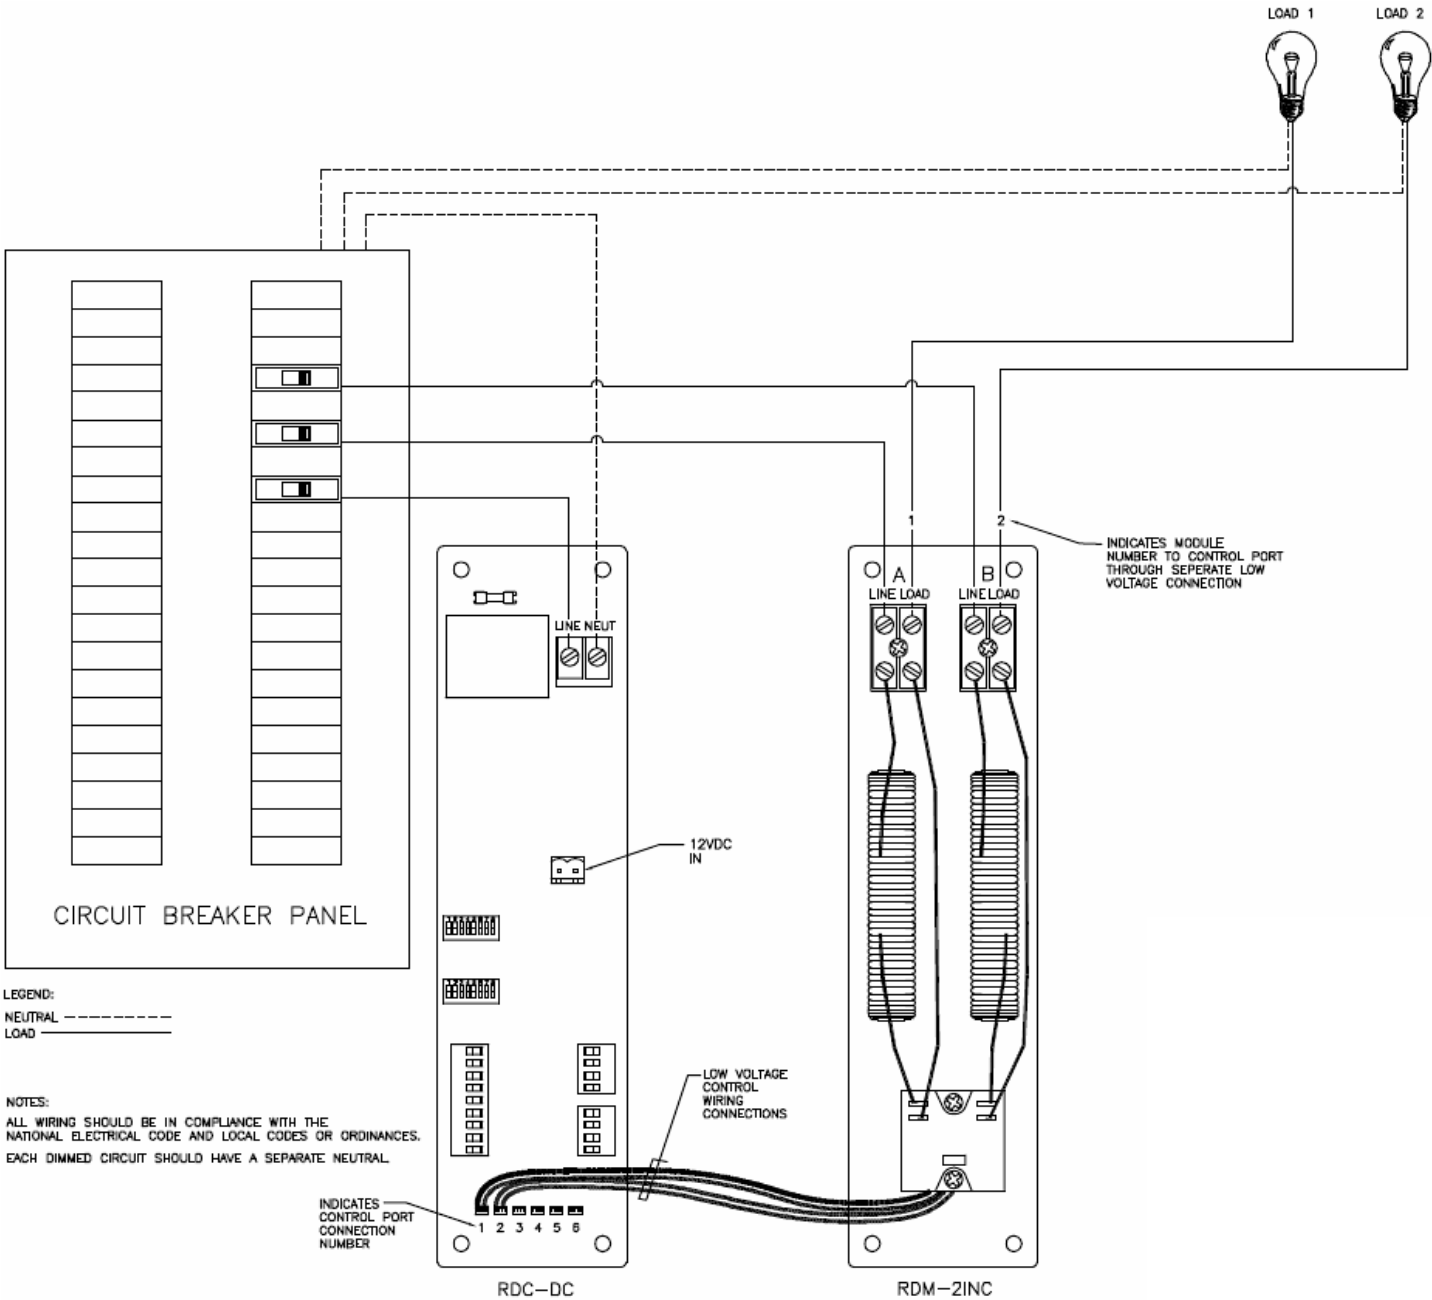 LOAD 1
LOAD 2
1
2
INDICATES MODULE
NUMBER TO CONTROL PORT
THROUGH SEPERATE LOW
VOLTAGE CONNECTION
A
B
LINE LOAD
LINE LOAD
LINE NEUT
12VDC
IN
CIRCUIT BREAKER PANEL
LEGEND:
NEUTRAL
LOAD
NOTES:
ALL WIRING SHOULD BE IN COMPLIANCE WITH THE
NATIONAL ELECTRICAL CODE AND LOCAL CODES OR ORDINANCES.
EACH DIMMED CIRCUIT SHOULD HAVE A SEPARATE NEUTRAL
LOW VOLTAGE
CONTROL
WIRING
CONNECTIONS
INDICATES
CONTROL PORT
CONNECTION
NUMBER
1 2 3 4 5 6
RDC-DC
RDM-2INC